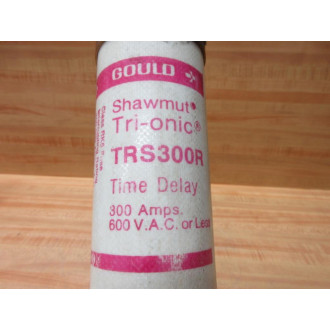 GOULD
Shawmut®
Tri-onic®
TRS300R
Time Delay
300 Amps.
600 V.A.C. or Less